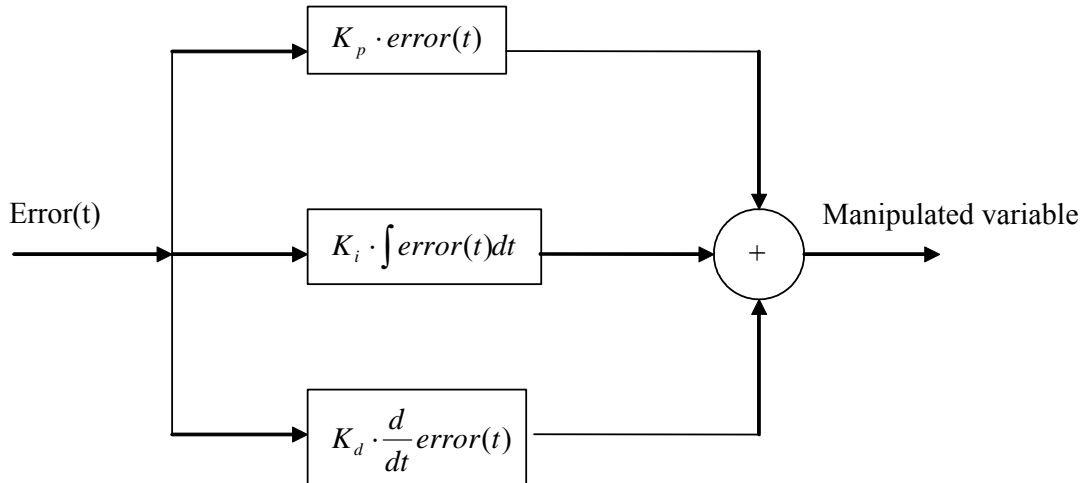 K_p · error(t)
Error(t)
K_i · ∫ error(t)dt
+
Manipulated variable
K_d · d/dt error(t)